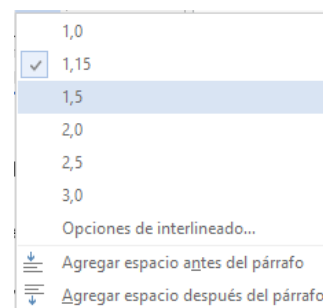 1,0
1,15
1,5
2,0
2,5
3,0
Opciones de interlineado...
Agregar espacio antes del párrafo
Agregar espacio después del párrafo